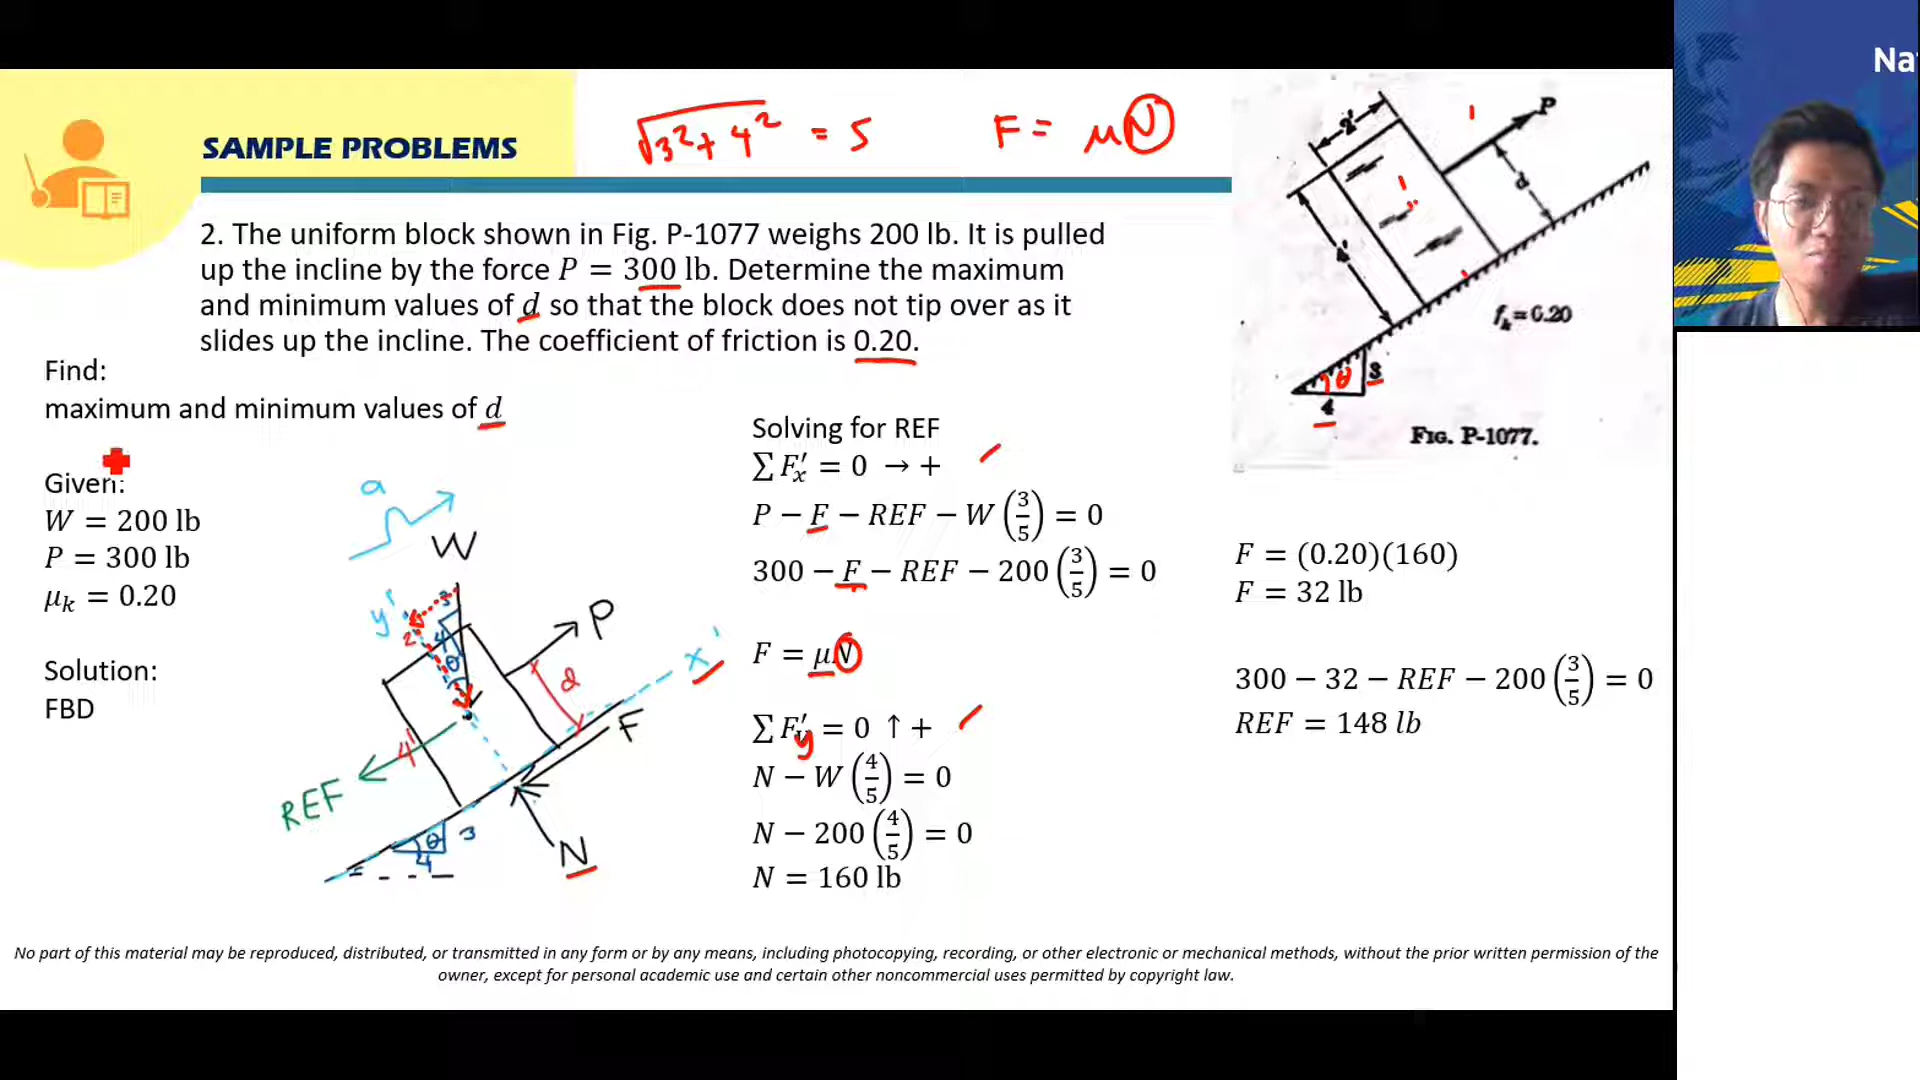 Na
SAMPLE PROBLEMS
√3²+4² = 5
F = μN
2. The uniform block shown in Fig. P-1077 weighs 200 lb. It is pulled
up the incline by the force P = 300 lb. Determine the maximum
and minimum values of d so that the block does not tip over as it
slides up the incline. The coefficient of friction is 0.20.
2'
P
4'
d
fₖ=0.20
θ
3
4
FIG. P-1077.
Find:
maximum and minimum values of d
Given:
W = 200 lb
P = 300 lb
μₖ = 0.20
Solution:
FBD
a
W
y'
3
4
θ
P
x'
d
F
4'
REF
N
θ
3
4
Solving for REF
∑ Fₓ′ = 0 → +
P − F − REF − W (3/5) = 0
300 − F − REF − 200 (3/5) = 0
F = μN
∑ F′y = 0 ↑ +
N − W (4/5) = 0
N − 200 (4/5) = 0
N = 160 lb
F = (0.20)(160)
F = 32 lb
300 − 32 − REF − 200 (3/5) = 0
REF = 148 lb
No part of this material may be reproduced, distributed, or transmitted in any form or by any means, including photocopying, recording, or other electronic or mechanical methods, without the prior written permission of the
owner, except for personal academic use and certain other noncommercial uses permitted by copyright law.